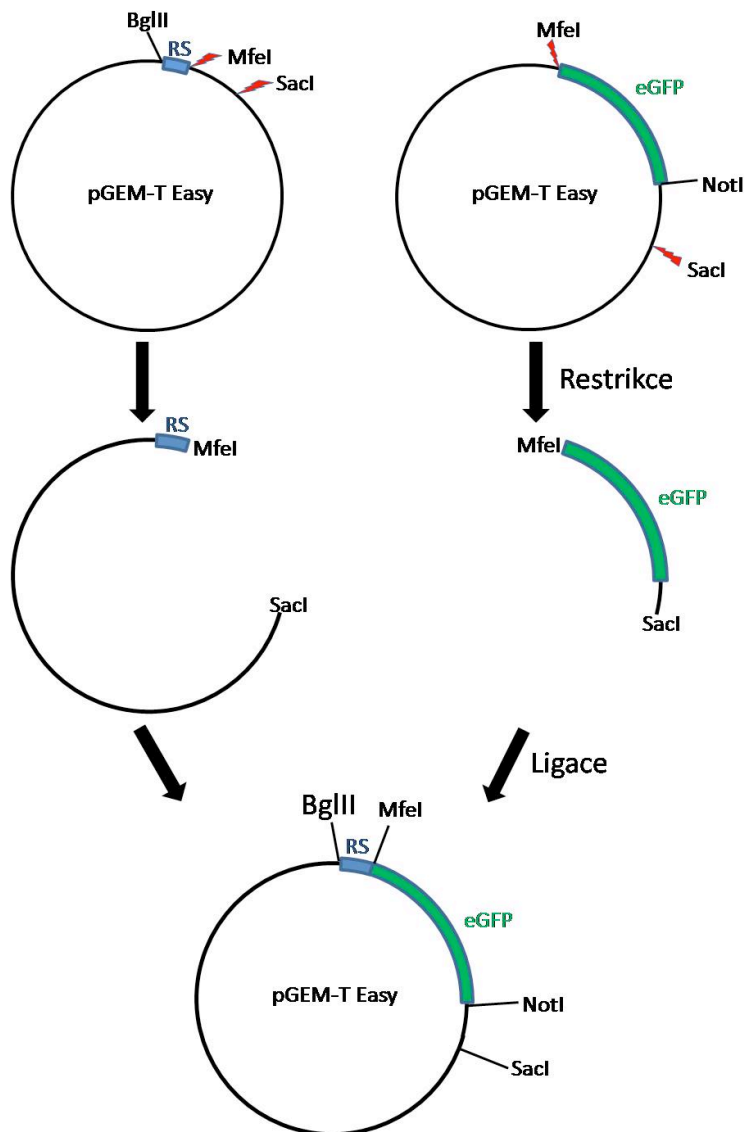 BglII
RS
MfeI
SacI
pGEM-T Easy
MfeI
eGFP
NotI
pGEM-T Easy
SacI
Restrikce
RS
MfeI
SacI
MfeI
eGFP
SacI
Ligace
BglII
MfeI
RS
eGFP
pGEM-T Easy
NotI
SacI